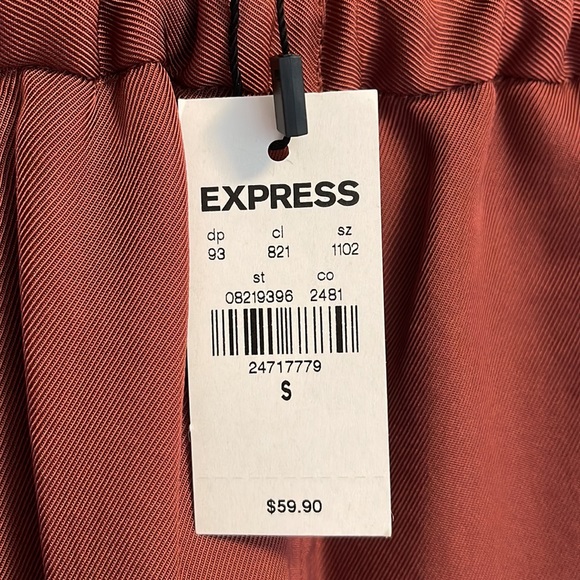 EXPRESS
dp cl sz
93 821 1102
st co
08219396 2481
24717779
S
$59.90